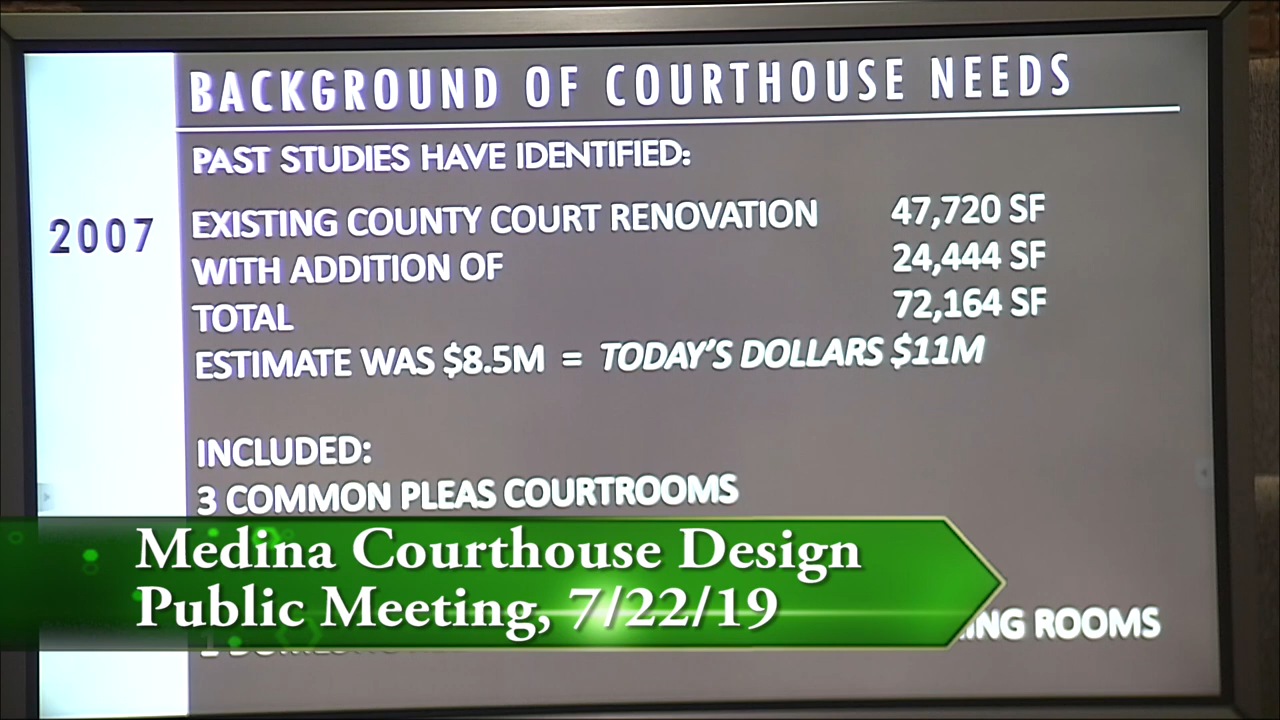 BACKGROUND OF COURTHOUSE NEEDS
PAST STUDIES HAVE IDENTIFIED:
2007
EXISTING COUNTY COURT RENOVATION 47,720 SF
WITH ADDITION OF 24,444 SF
TOTAL 72,164 SF
ESTIMATE WAS $8.5M = TODAY'S DOLLARS $11M
INCLUDED:
3 COMMON PLEAS COURTROOMS
Medina Courthouse Design
Public Meeting, 7/22/19
ROOMS